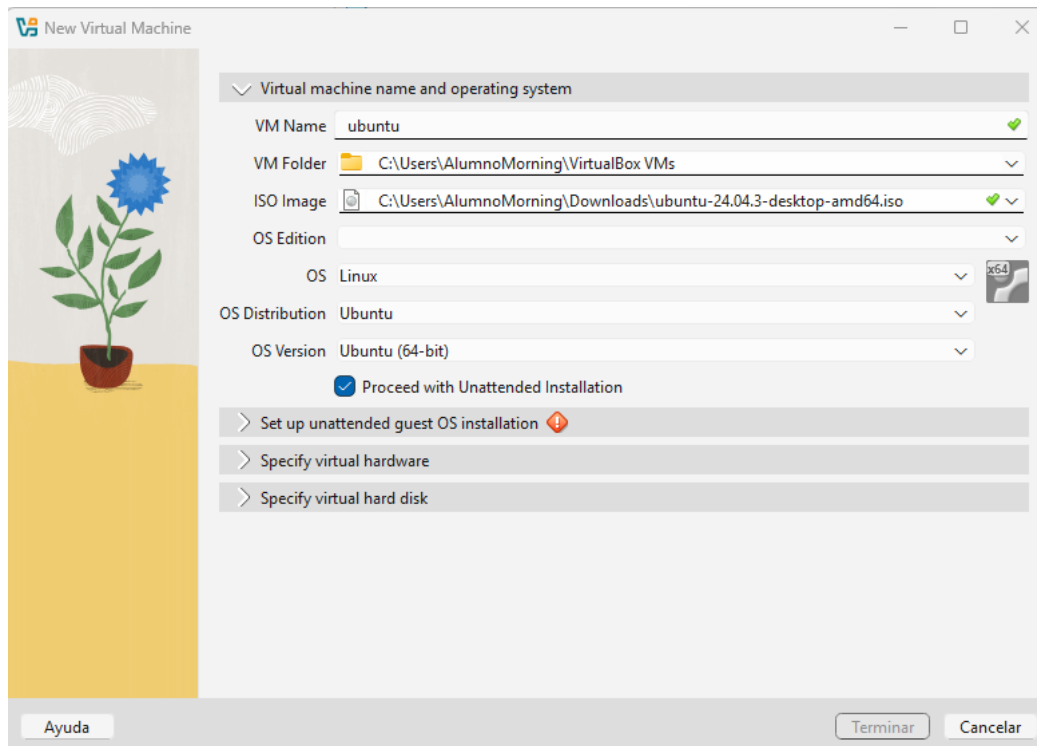 New Virtual Machine
Virtual machine name and operating system
VM Name ubuntu
VM Folder C:\Users\AlumnoMorning\VirtualBox VMs
ISO Image C:\Users\AlumnoMorning\Downloads\ubuntu-24.04.3-desktop-amd64.iso
OS Edition
OS Linux x64
OS Distribution Ubuntu
OS Version Ubuntu (64-bit)
Proceed with Unattended Installation
Set up unattended guest OS installation
Specify virtual hardware
Specify virtual hard disk
Ayuda Terminar Cancelar